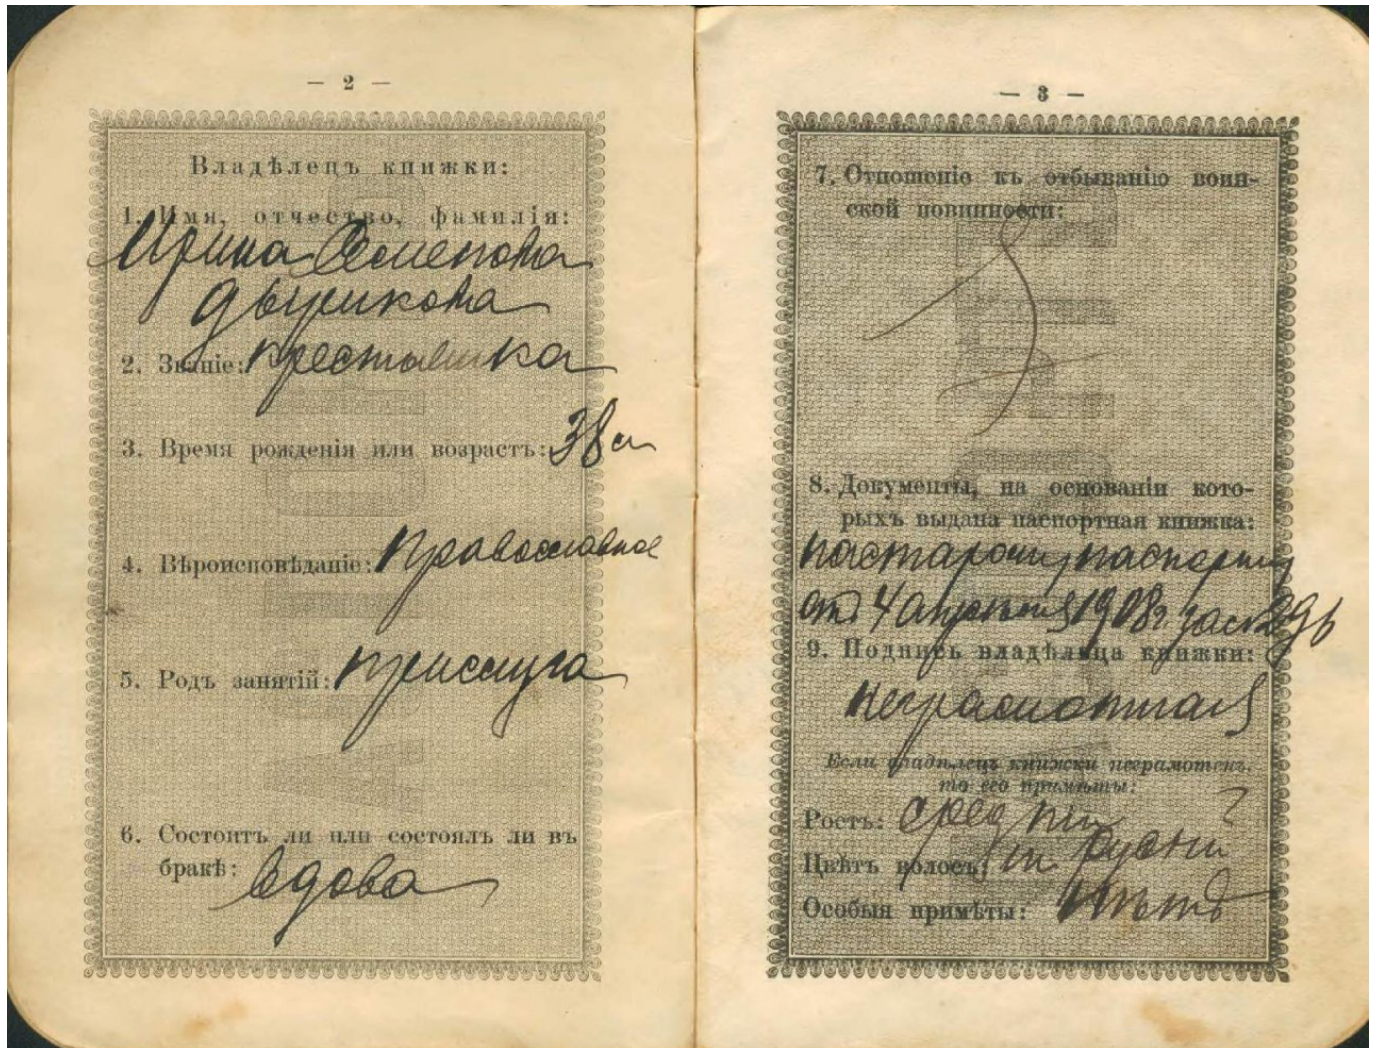 — 2 —
Владѣлецъ книжки:
1. Имя, отчество, фамилія:
Ирина Семенова
Дырикова
2. Званіе: крестьянка
3. Время рожденія или возрастъ: 38 л
4. Вѣроисповѣданіе: православное
5. Родъ занятій: прислуга
6. Состоитъ ли или состоялъ ли въ
бракѣ: вдова
— 3 —
7. Отношеніе къ отбыванію воин-
ской повинности:
8. Документы, на основаніи кото-
рыхъ выдана паспортная книжка:
по старому паспорту
отъ 4 апрѣля 1908 г. за №296
9. Подпись владѣльца книжки:
неграмотная
Если владѣлецъ книжки неграмотенъ,
то его примѣты:
Ростъ: средній
Цвѣтъ волосъ: русый
Особыя примѣты: нѣтъ